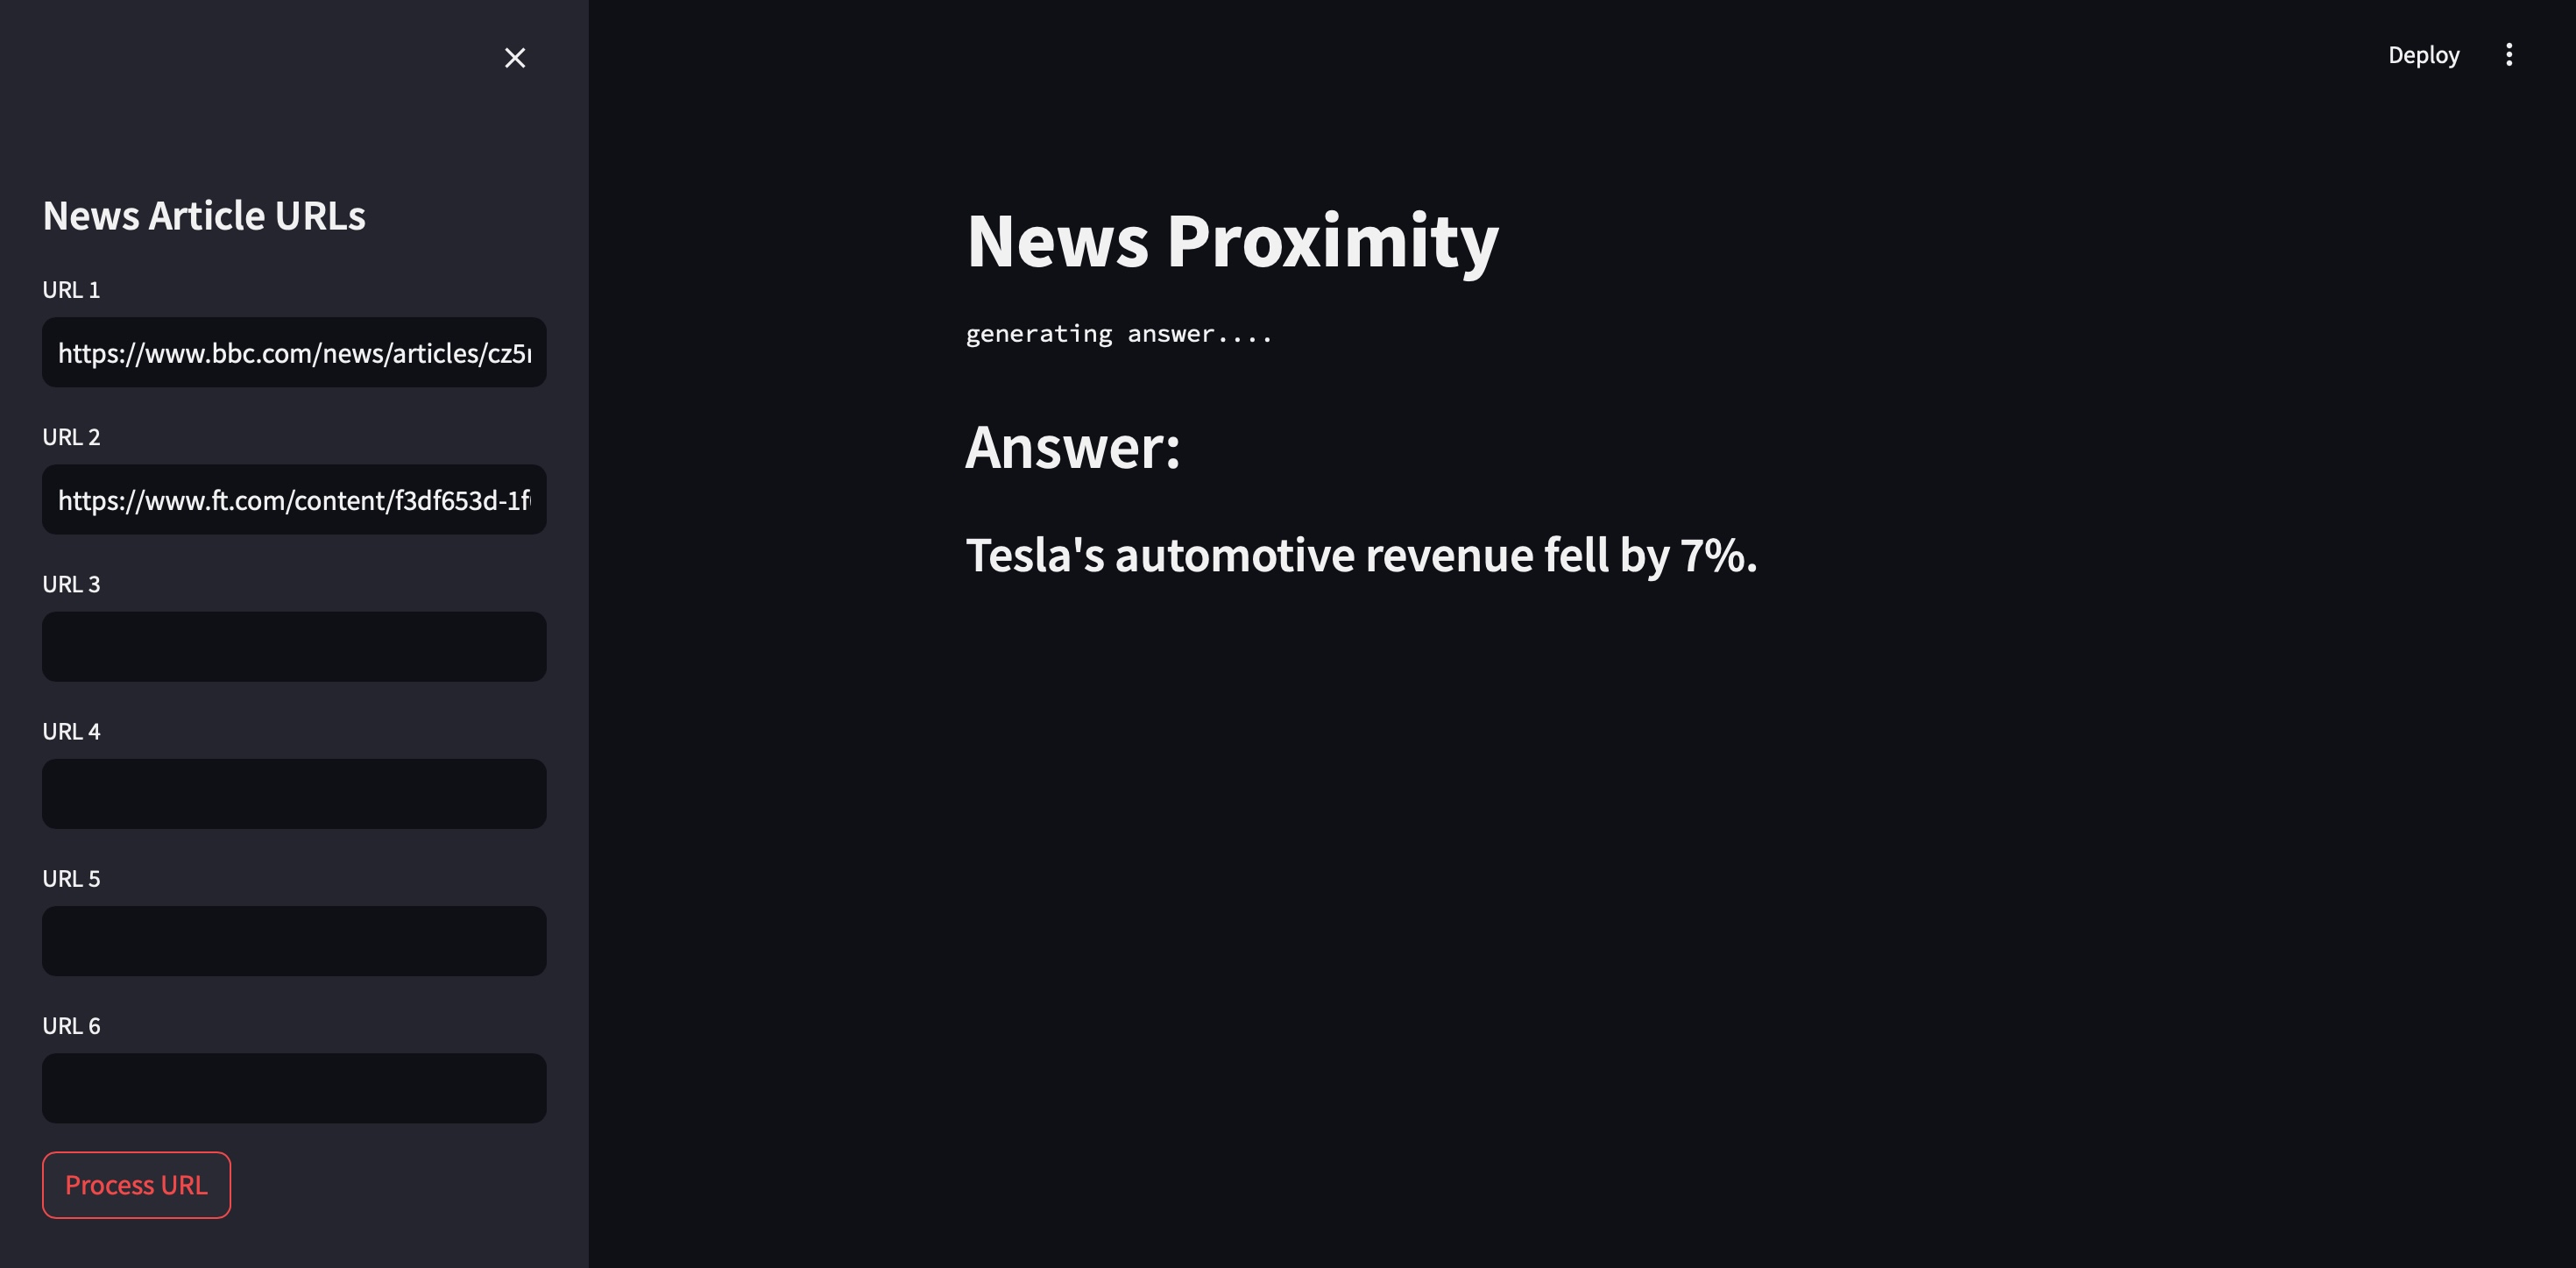 Deploy
News Article URLs
URL 1
https://www.bbc.com/news/articles/cz5
URL 2
https://www.ft.com/content/f3df653d-1f
URL 3
URL 4
URL 5
URL 6
Process URL
News Proximity
generating answer....
Answer:
Tesla's automotive revenue fell by 7%.